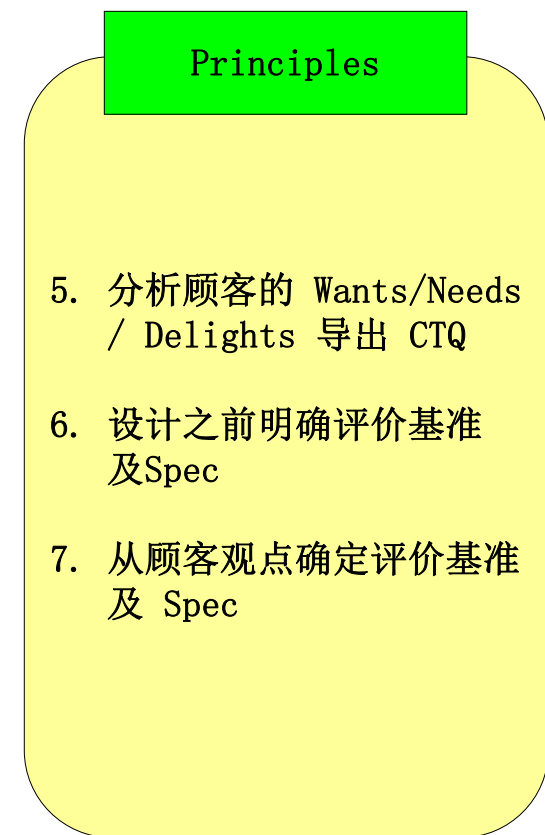 Principles
5. 分析顾客的 Wants/Needs
/ Delights 导出 CTQ
6. 设计之前明确评价基准
及Spec
7. 从顾客观点确定评价基准
及 Spec